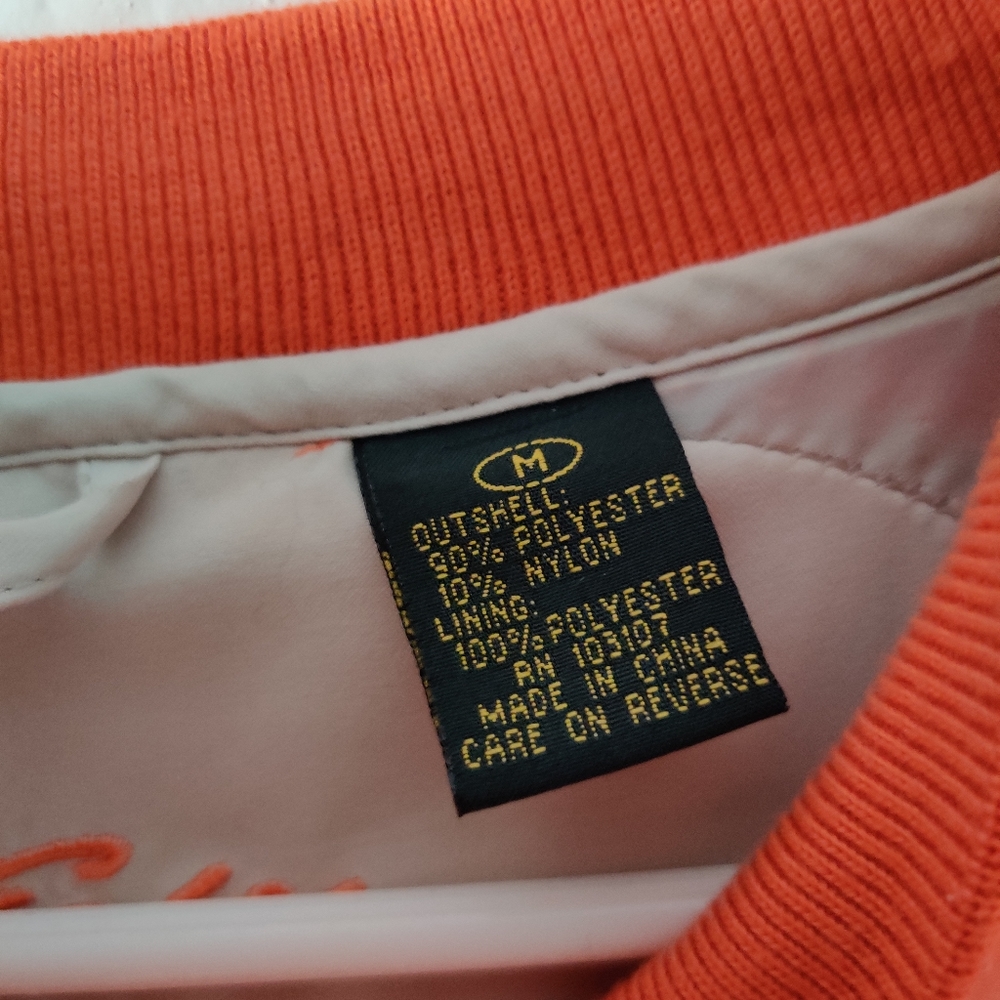 M
OUTSHELL:
90% POLYESTER
10% NYLON
LINING:
100% POLYESTER
RN 103107
MADE IN CHINA
CARE ON REVERSE